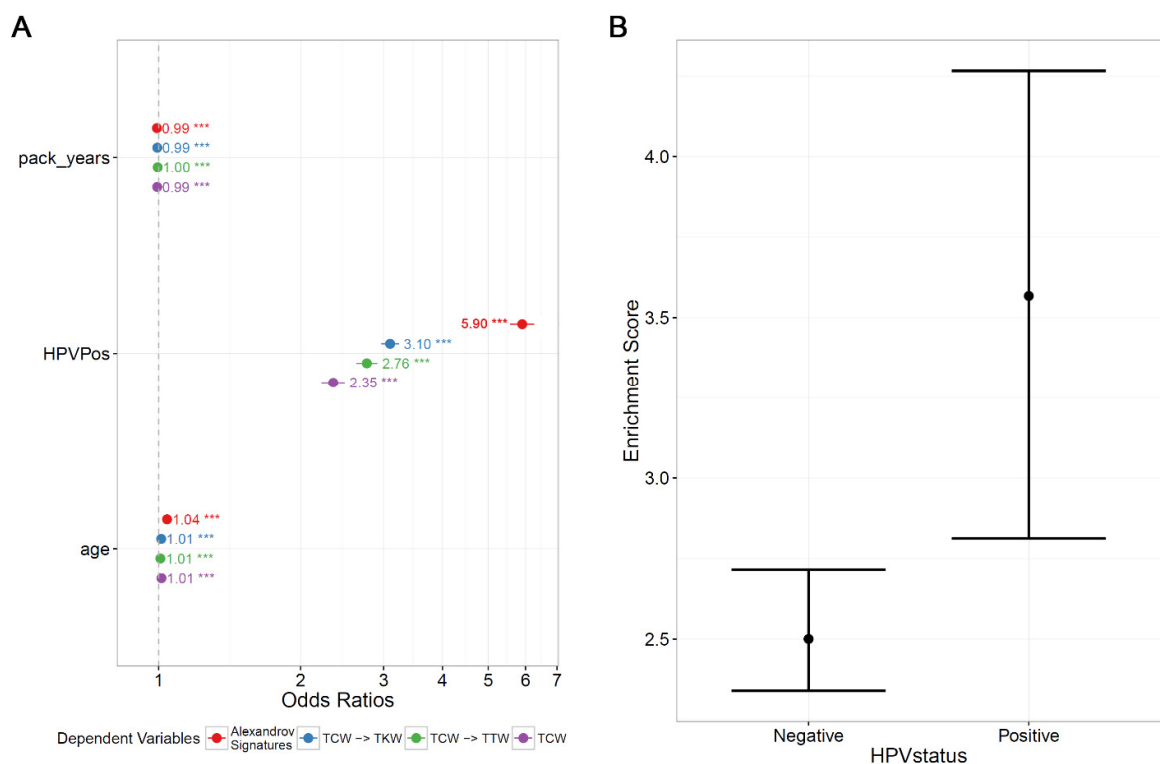 A
pack_years
0.99 ***
0.99 ***
1.00 ***
0.99 ***
HPVPos
5.90 ***
3.10 ***
2.76 ***
2.35 ***
age
1.04 ***
1.01 ***
1.01 ***
1.01 ***
1 2 3 4 5 6 7
Odds Ratios
Dependent Variables Alexandrov Signatures TCW -> TKW TCW -> TTW TCW
B
Enrichment Score
4.0
3.5
3.0
2.5
Negative Positive
HPVstatus